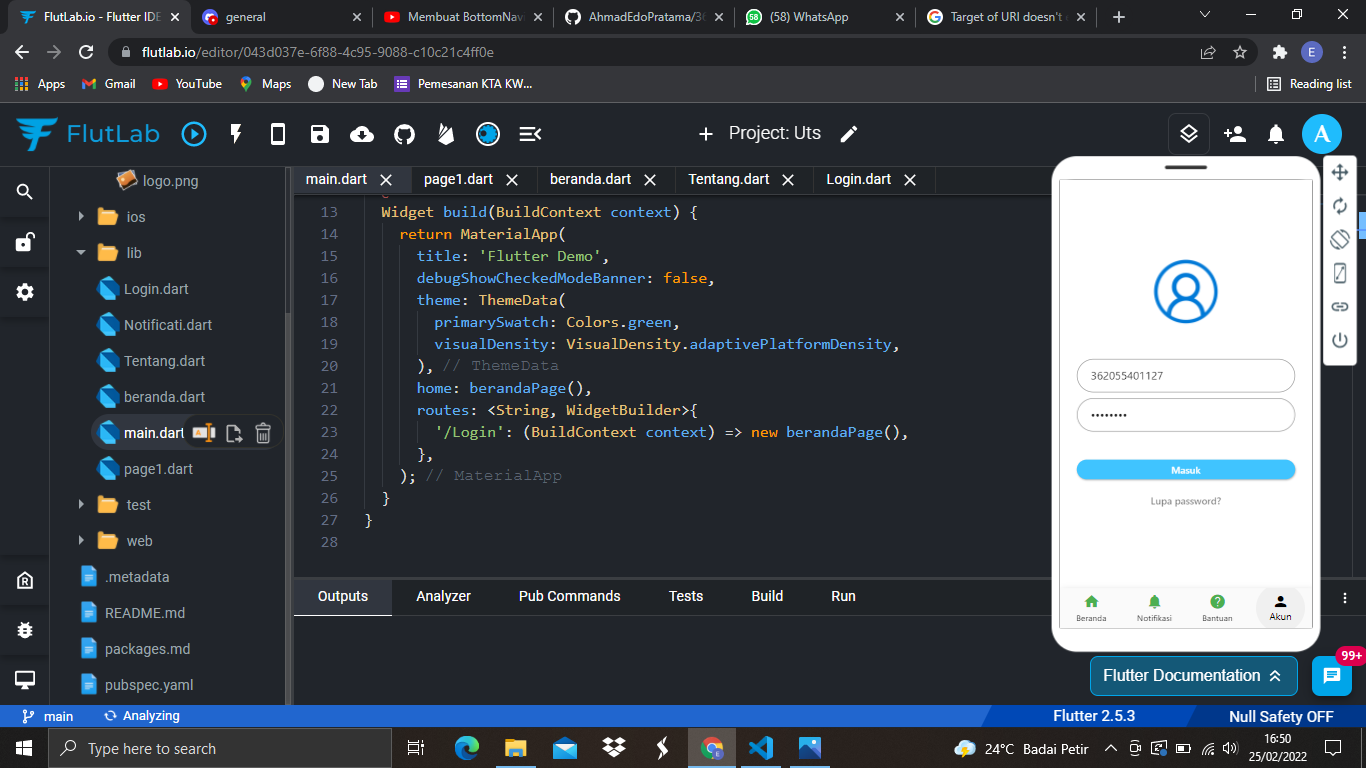 FlutLab.io - Flutter IDE
general
Membuat BottomNav
AhmadEdoPratama/36
(58) WhatsApp
Target of URI doesn't
flutlab.io/editor/043d037e-6f88-4c95-9088-c10c21c4ff0e
E
Apps
Gmail
YouTube
Maps
New Tab
Pemesanan KTA KW...
Reading list
FlutLab
Project: Uts
A
logo.png
ios
lib
Login.dart
Notificati.dart
Tentang.dart
beranda.dart
main.dart
page1.dart
test
web
.metadata
README.md
packages.md
pubspec.yaml
main.dart
page1.dart
beranda.dart
Tentang.dart
Login.dart
13 Widget build(BuildContext context) {
14 return MaterialApp(
15 title: 'Flutter Demo',
16 debugShowCheckedModeBanner: false,
17 theme: ThemeData(
18 primarySwatch: Colors.green,
19 visualDensity: VisualDensity.adaptivePlatformDensity,
20 ), // ThemeData
21 home: berandaPage(),
22 routes: <String, WidgetBuilder>{
23 '/Login': (BuildContext context) => new berandaPage(),
24 },
25 ); // MaterialApp
26 }
27 }
28
362055401127
••••••••
Masuk
Lupa password?
Beranda
Notifikasi
Bantuan
Akun
Outputs
Analyzer
Pub Commands
Tests
Build
Run
Flutter Documentation
99+
main
Analyzing
Flutter 2.5.3
Null Safety OFF
Type here to search
24°C Badai Petir
16:50
25/02/2022